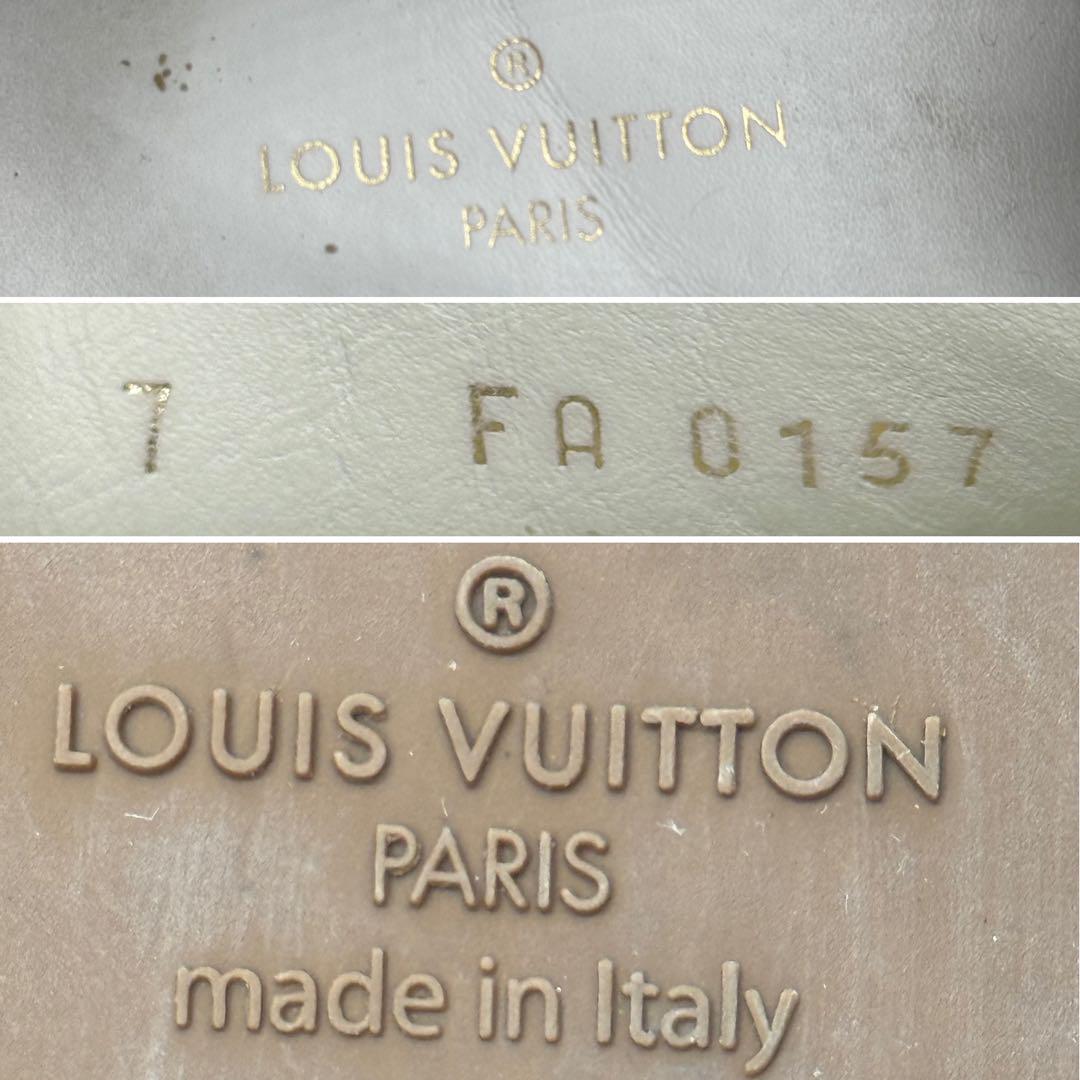 ®
LOUIS VUITTON
PARIS
7 FA 0157
®
LOUIS VUITTON
PARIS
made in Italy